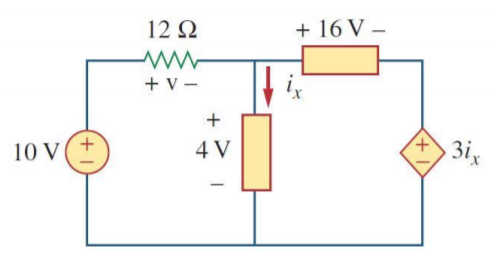 12 Ω
+ 16 V –
+ v –
i_x
+
4 V
–
10 V
+
–
+
–
3i_x